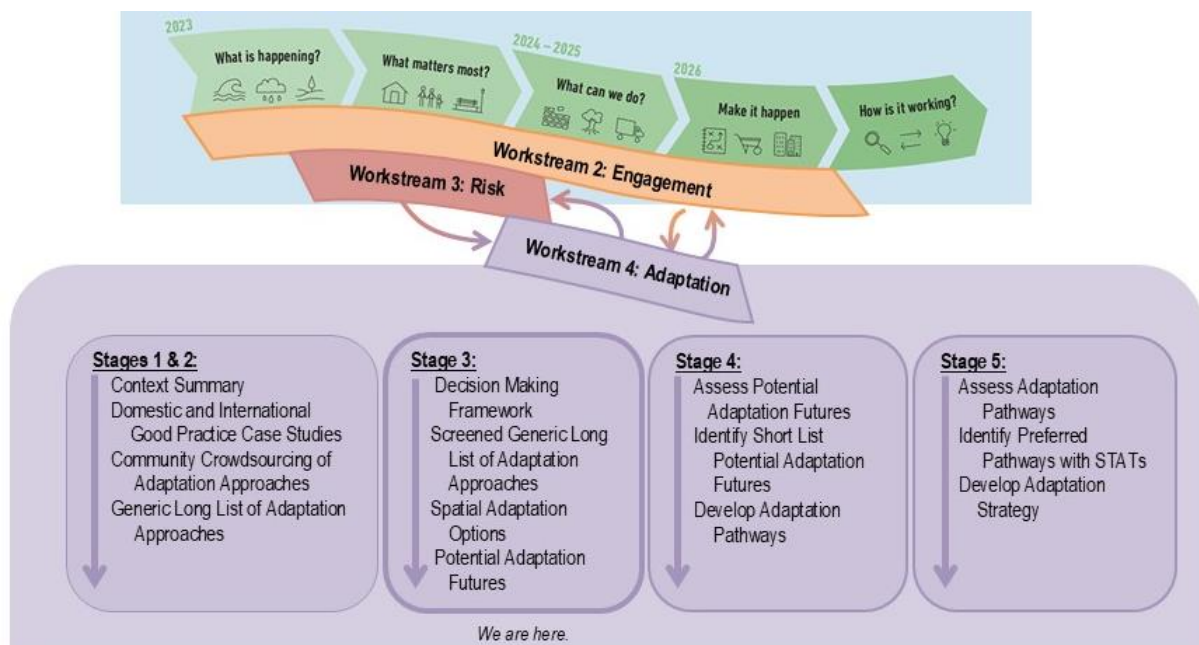 2023
What is happening?
What matters most?
2024 – 2025
What can we do?
2026
Make it happen
How is it working?
Workstream 2: Engagement
Workstream 3: Risk
Workstream 4: Adaptation
Stages 1 & 2:
Context Summary
Domestic and International
Good Practice Case Studies
Community Crowdsourcing of
Adaptation Approaches
Generic Long List of Adaptation
Approaches
Stage 3:
Decision Making
Framework
Screened Generic Long
List of Adaptation
Approaches
Spatial Adaptation
Options
Potential Adaptation
Futures
Stage 4:
Assess Potential
Adaptation Futures
Identify Short List
Potential Adaptation
Futures
Develop Adaptation
Pathways
Stage 5:
Assess Adaptation
Pathways
Identify Preferred
Pathways with STATs
Develop Adaptation
Strategy
We are here.